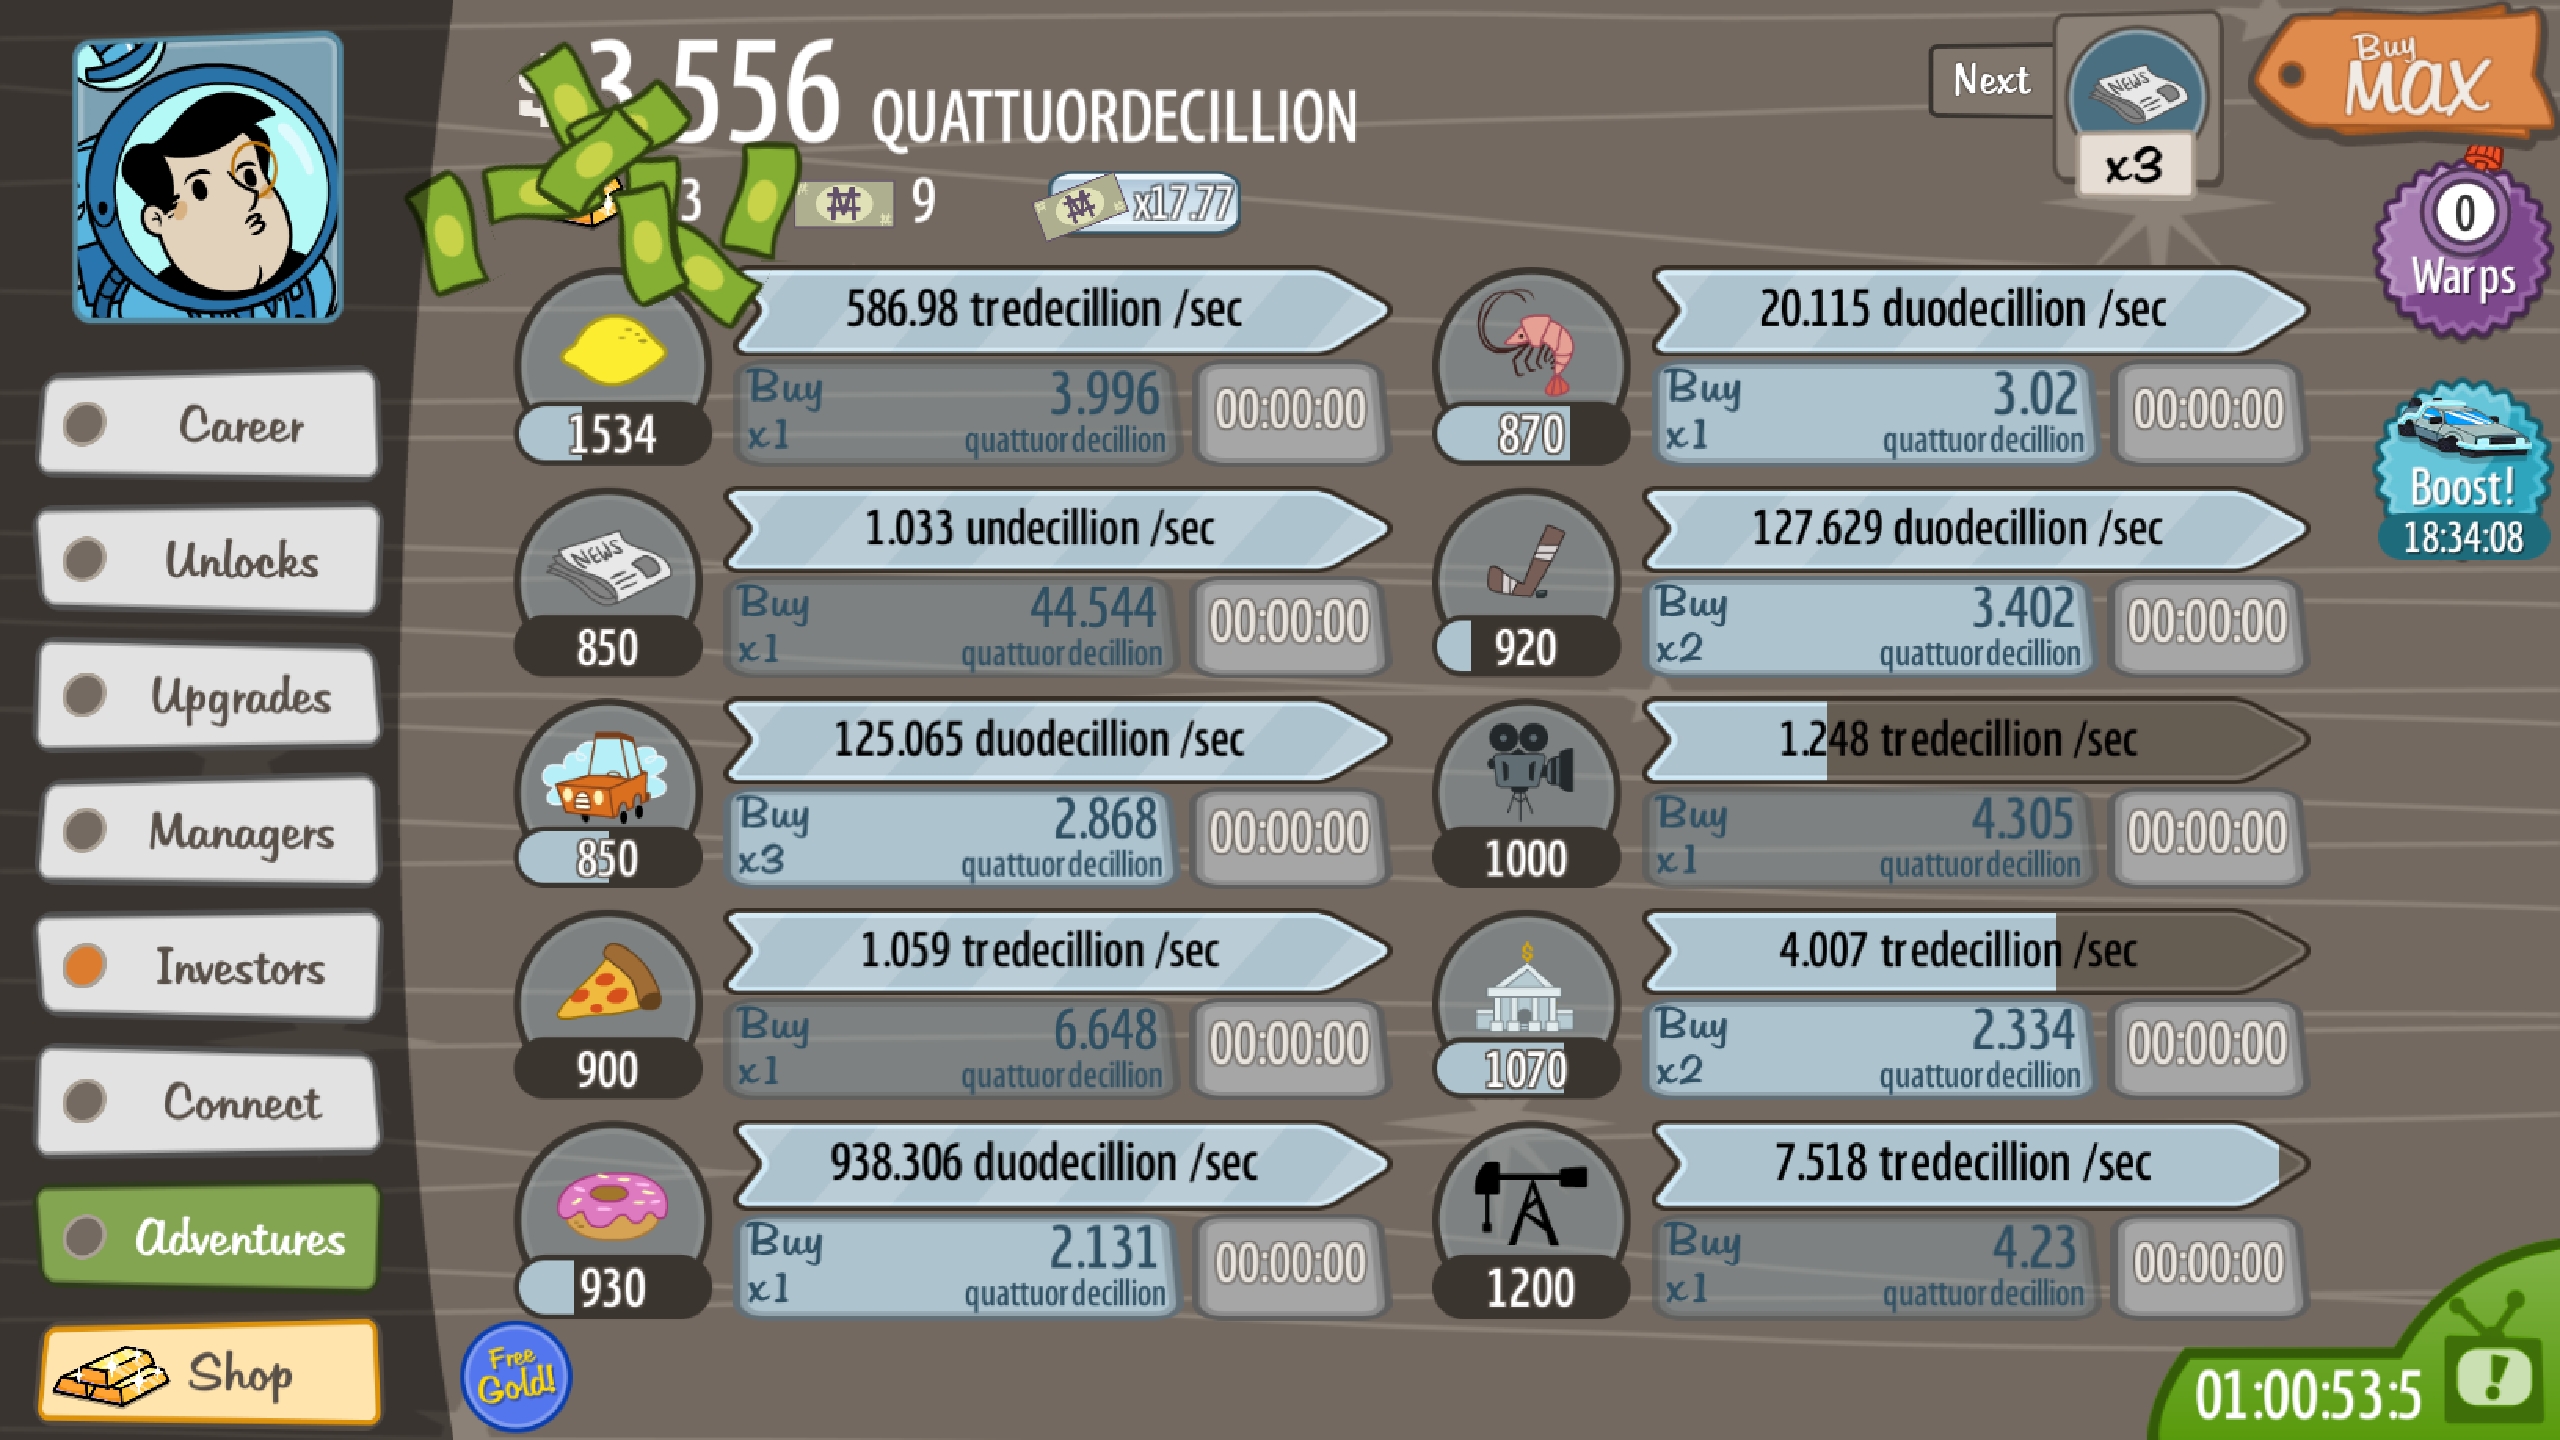 $3.556 QUATTUORDECILLION
3
9
x17.77
Next
NEWS
x3
Buy
MAX
0
Warps
Boost!
18:34:08
Career
Unlocks
Upgrades
Managers
Investors
Connect
Adventures
Shop
586.98 tredecillion /sec
1534
Buy
x1
3.996
quattuordecillion
00:00:00
20.115 duodecillion /sec
870
Buy
x1
3.02
quattuordecillion
00:00:00
1.033 undecillion /sec
NEWS
850
Buy
x1
44.544
quattuordecillion
00:00:00
127.629 duodecillion /sec
920
Buy
x2
3.402
quattuordecillion
00:00:00
125.065 duodecillion /sec
850
Buy
x3
2.868
quattuordecillion
00:00:00
1.248 tredecillion /sec
1000
Buy
x1
4.305
quattuordecillion
00:00:00
1.059 tredecillion /sec
900
Buy
x1
6.648
quattuordecillion
00:00:00
4.007 tredecillion /sec
$
1070
Buy
x2
2.334
quattuordecillion
00:00:00
938.306 duodecillion /sec
930
Buy
x1
2.131
quattuordecillion
00:00:00
7.518 tredecillion /sec
1200
Buy
x1
4.23
quattuordecillion
00:00:00
Free
Gold!
01:00:53:5
!